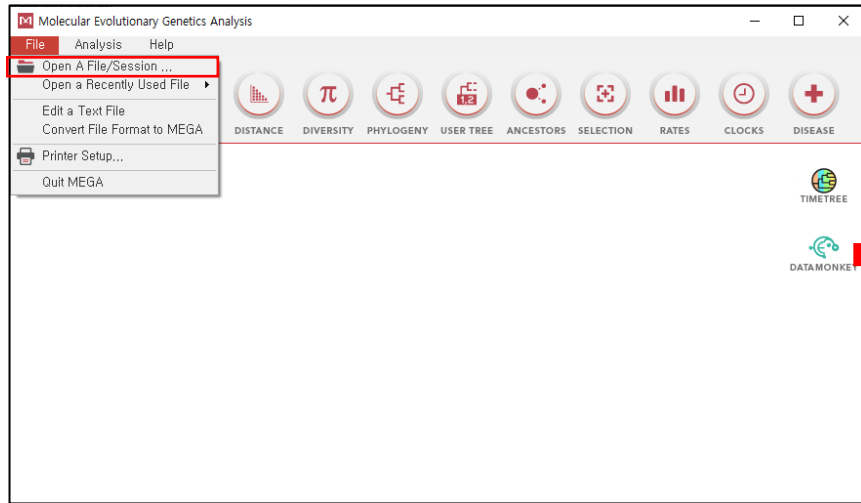 Molecular Evolutionary Genetics Analysis
File Analysis Help
Open A File/Session ...
Open a Recently Used File
Edit a Text File
Convert File Format to MEGA
Printer Setup...
Quit MEGA
π
1,2
DISTANCE DIVERSITY PHYLOGENY USER TREE ANCESTORS SELECTION RATES CLOCKS DISEASE
TIMETREE
DATAMONKEY